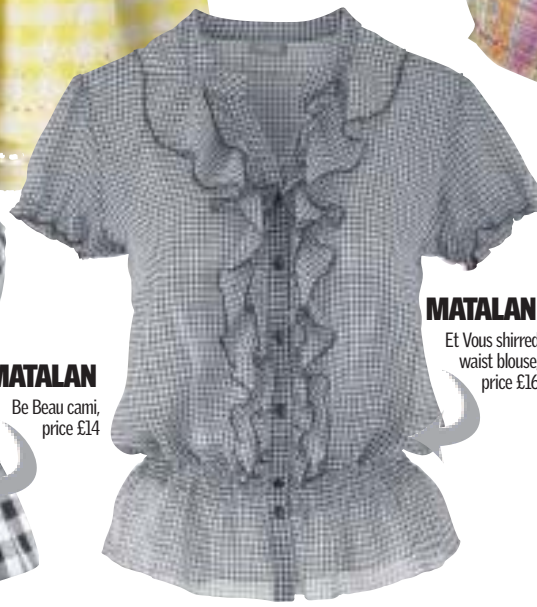 MATALAN
Et Vous shirred
waist blouse,
price £16
MATALAN
Be Beau cami,
price £14